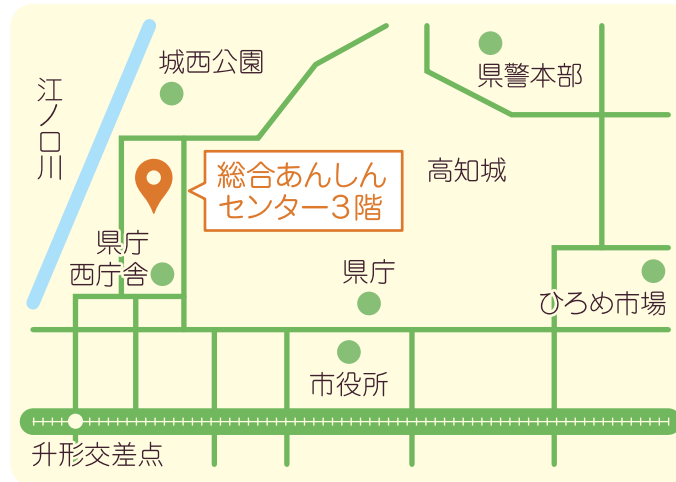 城西公園
県警本部
江ノ口川
総合あんしん
センター3階
高知城
県庁
西庁舎
県庁
ひろめ市場
市役所
升形交差点